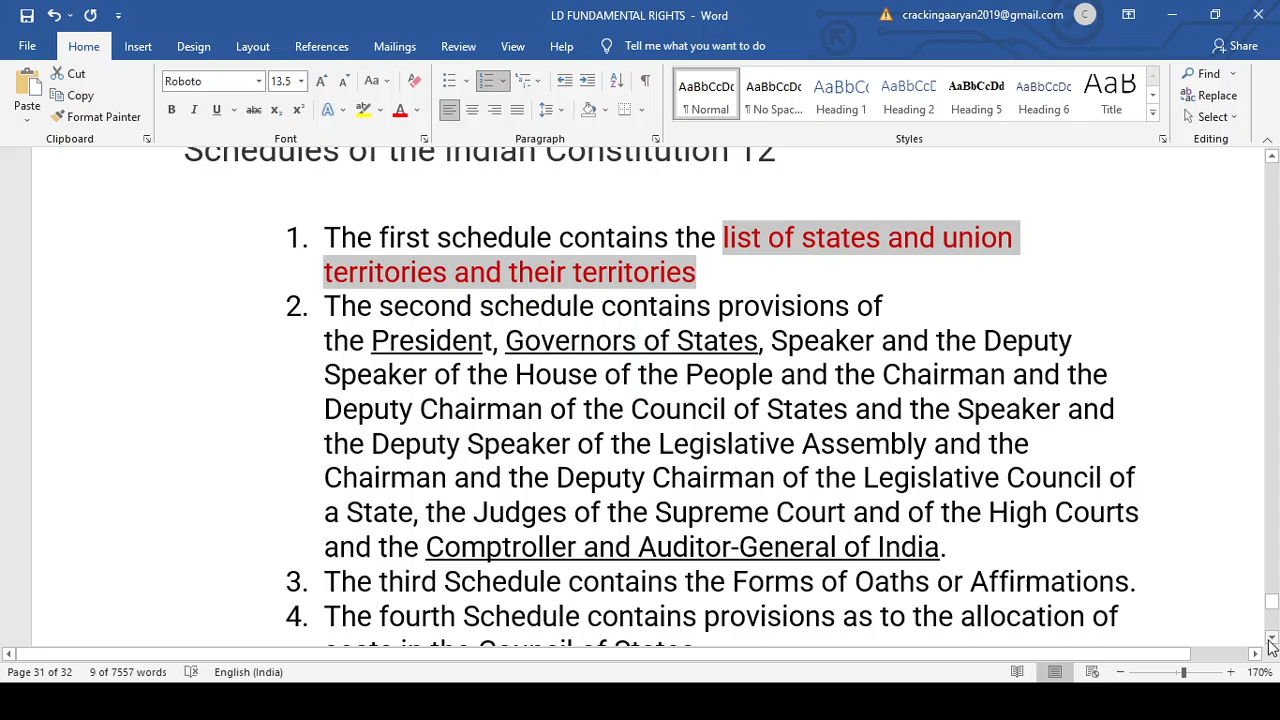 LD FUNDAMENTAL RIGHTS - Word
crackingaaryan2019@gmail.com
C
File Home Insert Design Layout References Mailings Review View Help Tell me what you want to do Share
Paste
Cut
Copy
Format Painter
Clipboard
Roboto 13.5
Font
Paragraph
AaBbCcDc AaBbCcDc AaBbCc AaBbCcD AaBbCcDd AaBbCcDc AaB
¶ Normal ¶ No Spac... Heading 1 Heading 2 Heading 5 Heading 6 Title
Styles
Find
Replace
Select
Editing
Schedules of the Indian Constitution 12
1. The first schedule contains the list of states and union
territories and their territories
2. The second schedule contains provisions of
the President, Governors of States, Speaker and the Deputy
Speaker of the House of the People and the Chairman and the
Deputy Chairman of the Council of States and the Speaker and
the Deputy Speaker of the Legislative Assembly and the
Chairman and the Deputy Chairman of the Legislative Council of
a State, the Judges of the Supreme Court and of the High Courts
and the Comptroller and Auditor-General of India.
3. The third Schedule contains the Forms of Oaths or Affirmations.
4. The fourth Schedule contains provisions as to the allocation of
seats in the Council of States.
Page 31 of 32 9 of 7557 words English (India) 170%